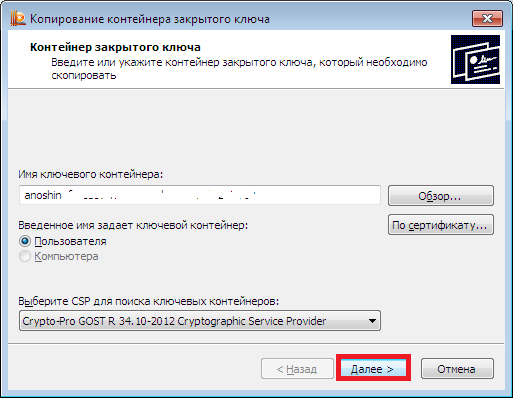 Копирование контейнера закрытого ключа
Контейнер закрытого ключа
Введите или укажите контейнер закрытого ключа, который необходимо
скопировать
Имя ключевого контейнера:
anoshin
Обзор...
Введенное имя задает ключевой контейнер:
По сертификату...
Пользователя
Компьютера
Выберите CSP для поиска ключевых контейнеров:
Crypto-Pro GOST R 34.10-2012 Cryptographic Service Provider
< Назад
Далее >
Отмена